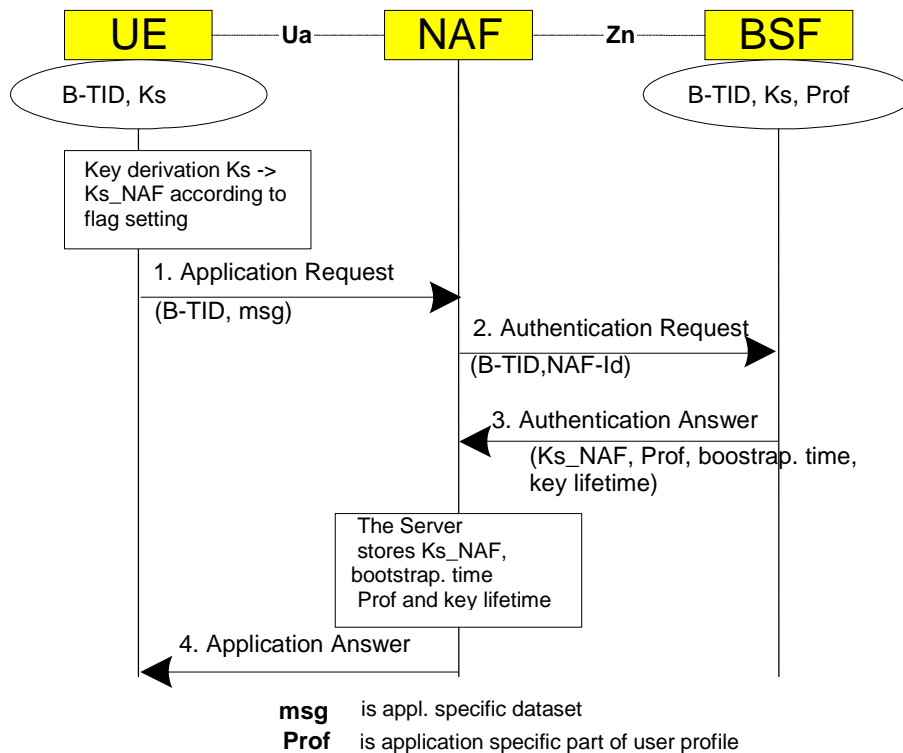 UE Ua NAF Zn BSF
B-TID, Ks
B-TID, Ks, Prof
Key derivation Ks ->
Ks_NAF according to
flag setting
1. Application Request
(B-TID, msg)
2. Authentication Request
(B-TID,NAF-Id)
3. Authentication Answer
(Ks_NAF, Prof, boostrap. time,
key lifetime)
The Server
stores Ks_NAF,
bootstrap. time
Prof and key lifetime
4. Application Answer
msg is appl. specific dataset
Prof is application specific part of user profile